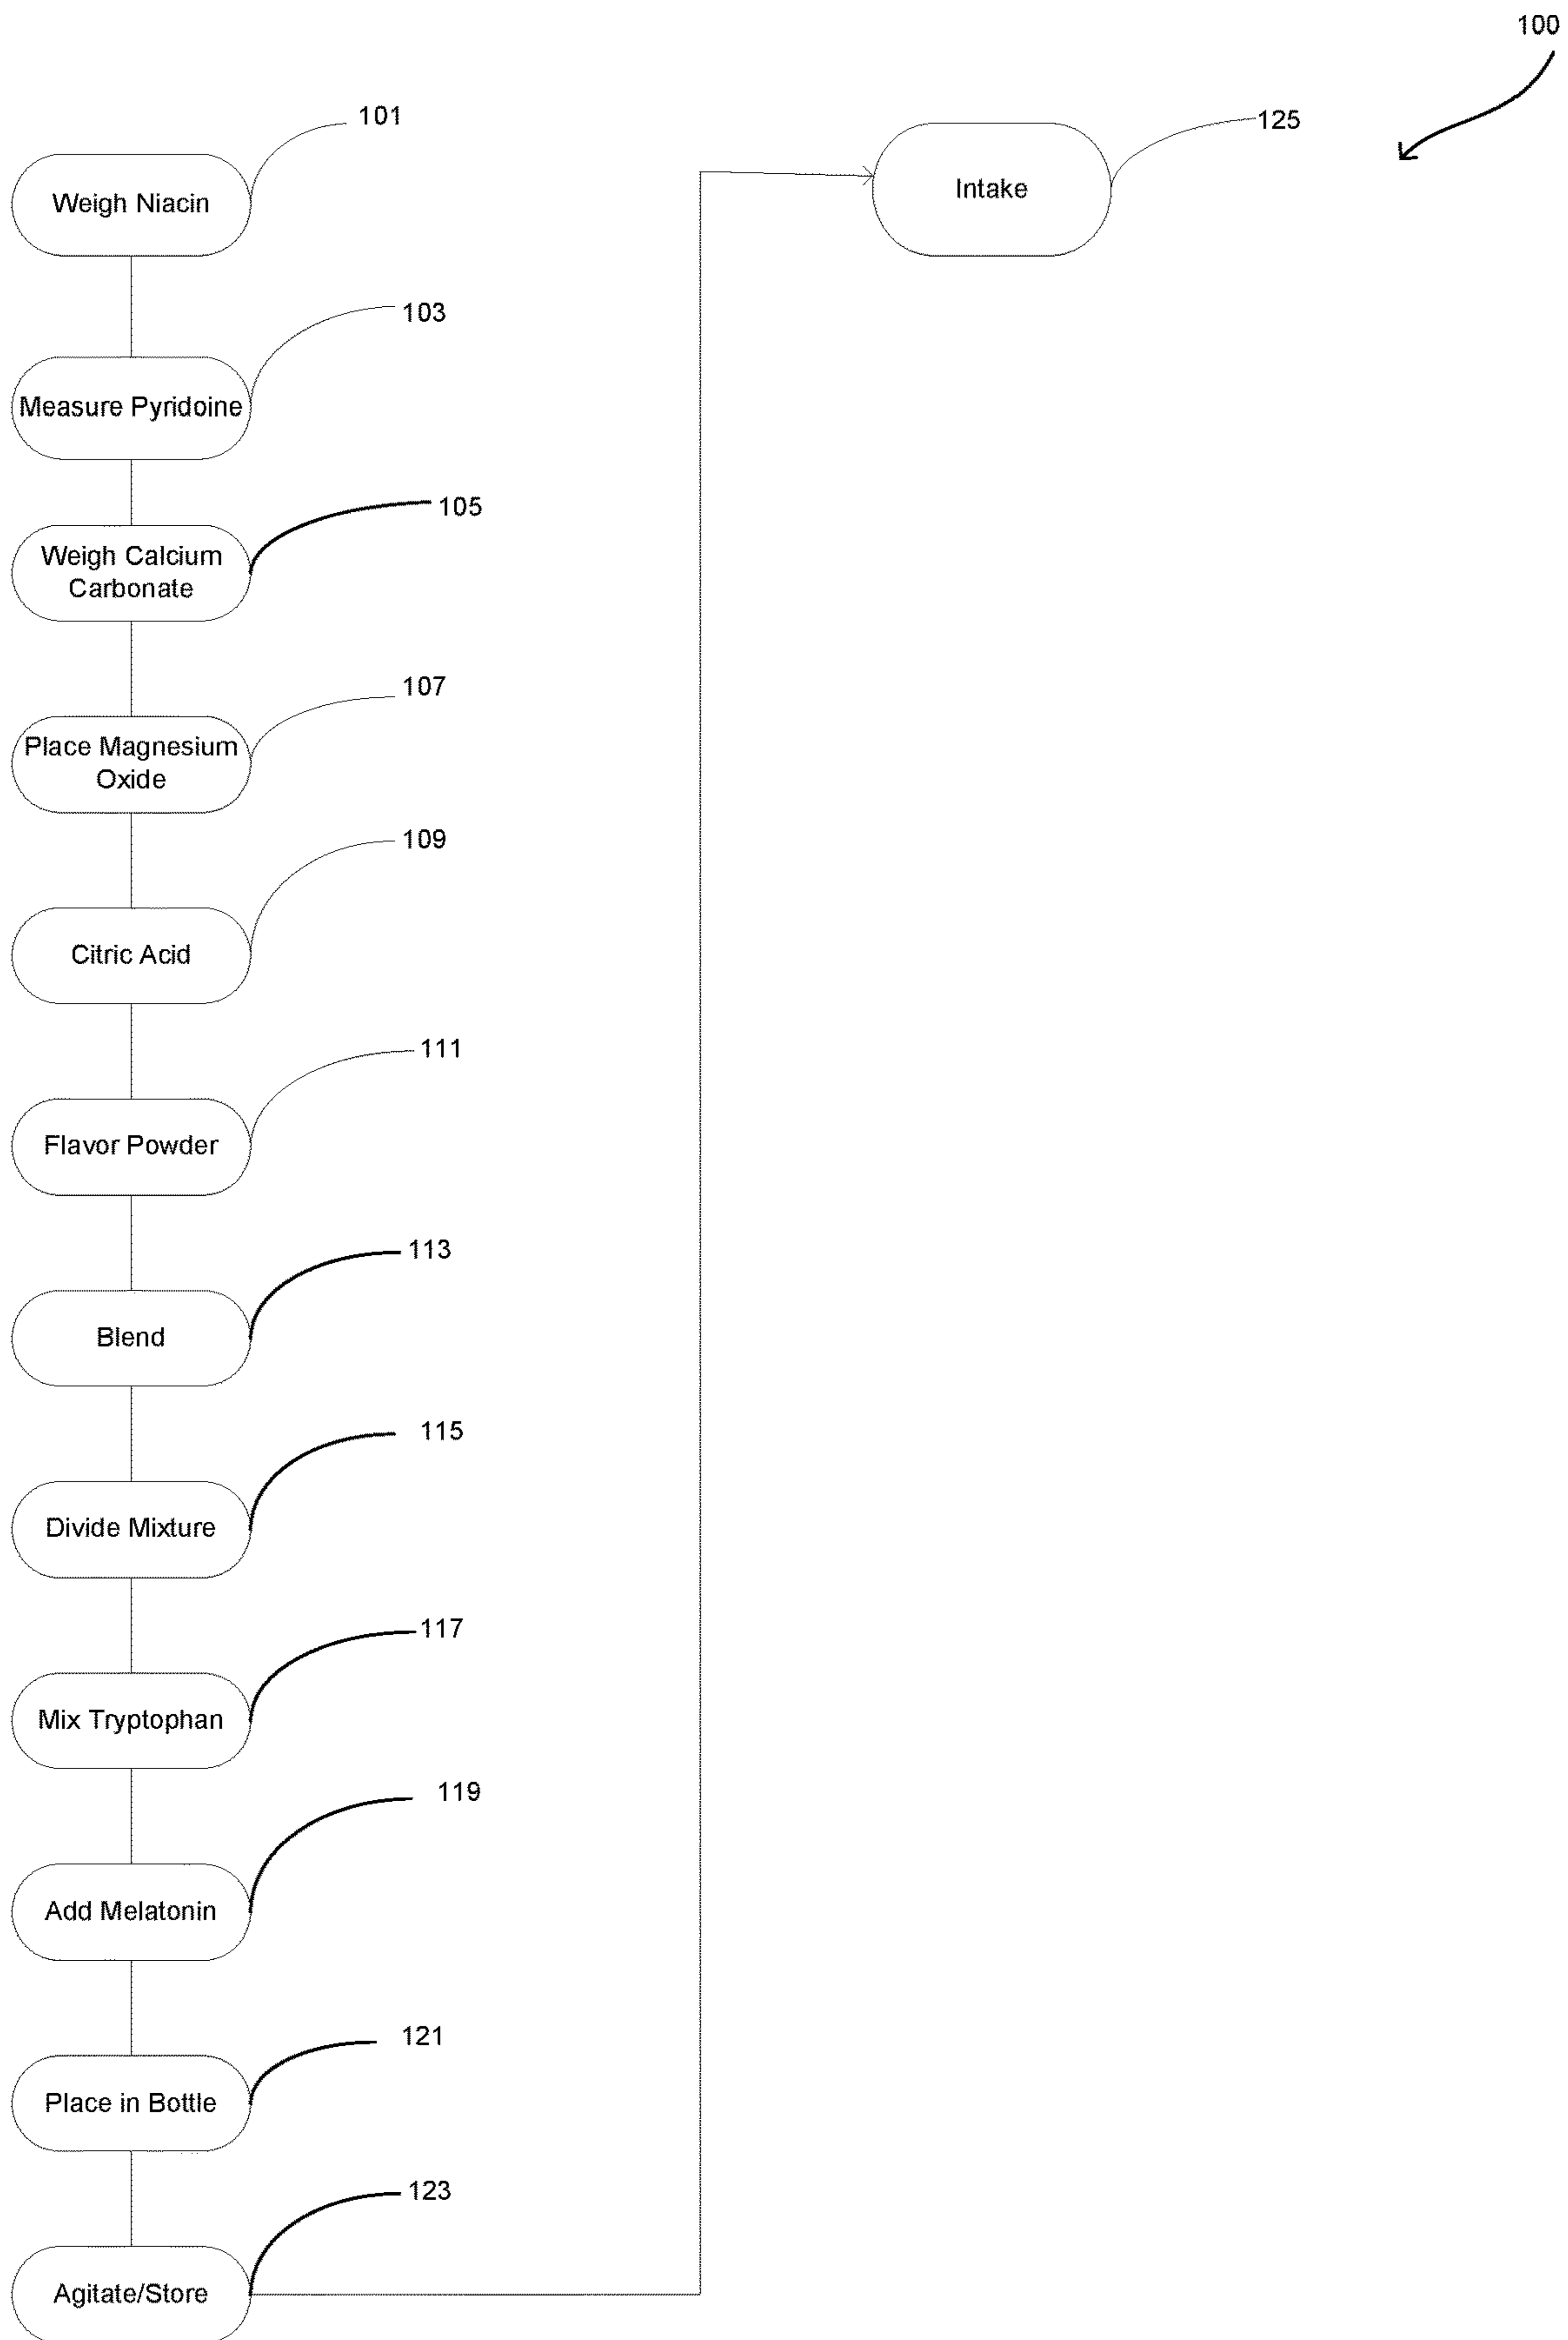 100
101
125
Weigh Niacin
Intake
103
Measure Pyridoine
105
Weigh Calcium
Carbonate
107
Place Magnesium
Oxide
109
Citric Acid
111
Flavor Powder
113
Blend
115
Divide Mixture
117
Mix Tryptophan
119
Add Melatonin
121
Place in Bottle
123
Agitate/Store